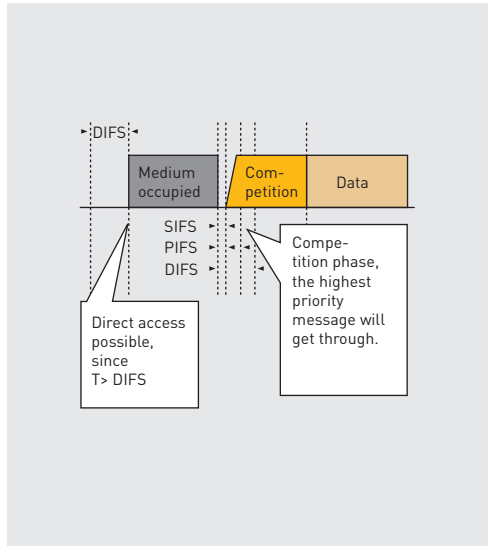 DIFS
Medium
occupied
Com-
petition
Data
SIFS
PIFS
DIFS
Direct access
possible,
since
T> DIFS
Compe-
tition phase,
the highest
priority
message will
get through.